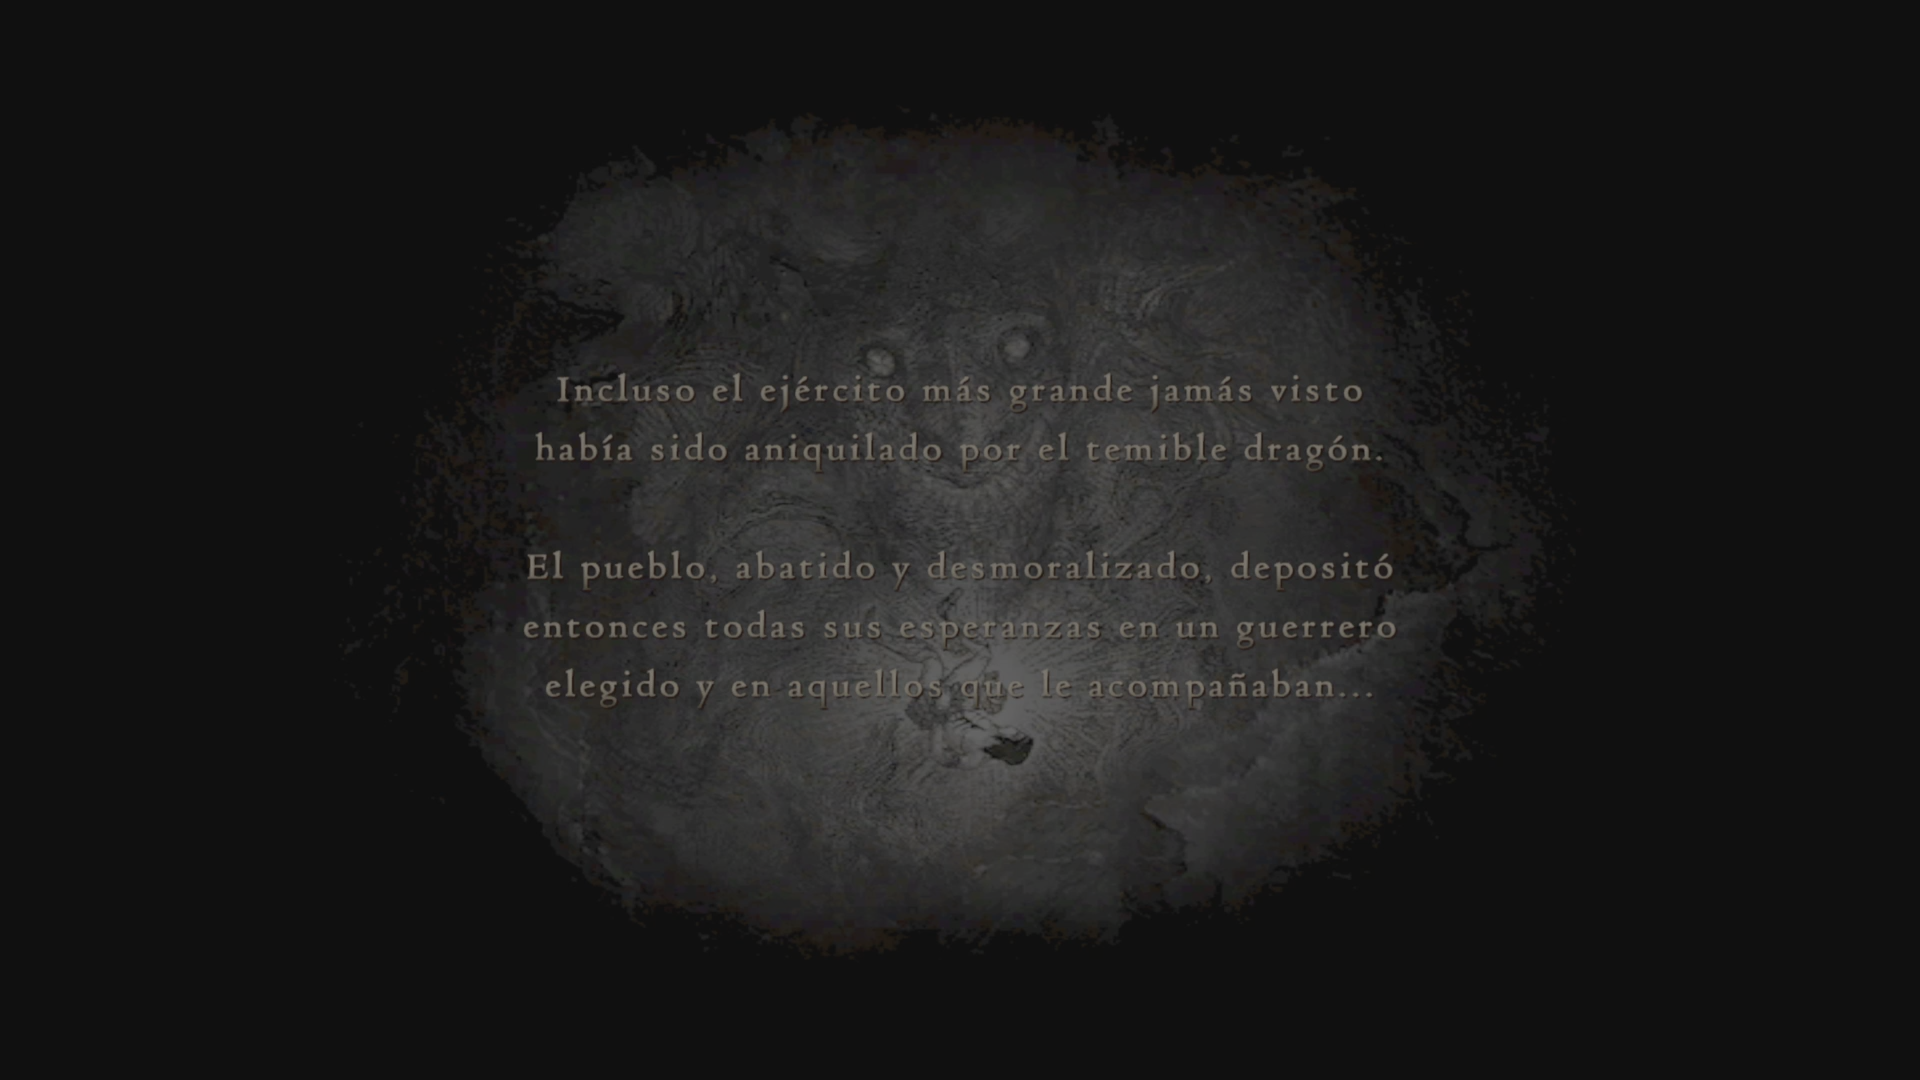 Incluso el ejército más grande jamás visto
había sido aniquilado por el temible dragón.
El pueblo, abatido y desmoralizado, depositó
entonces todas sus esperanzas en un guerrero
elegido y en aquellos que le acompañaban...